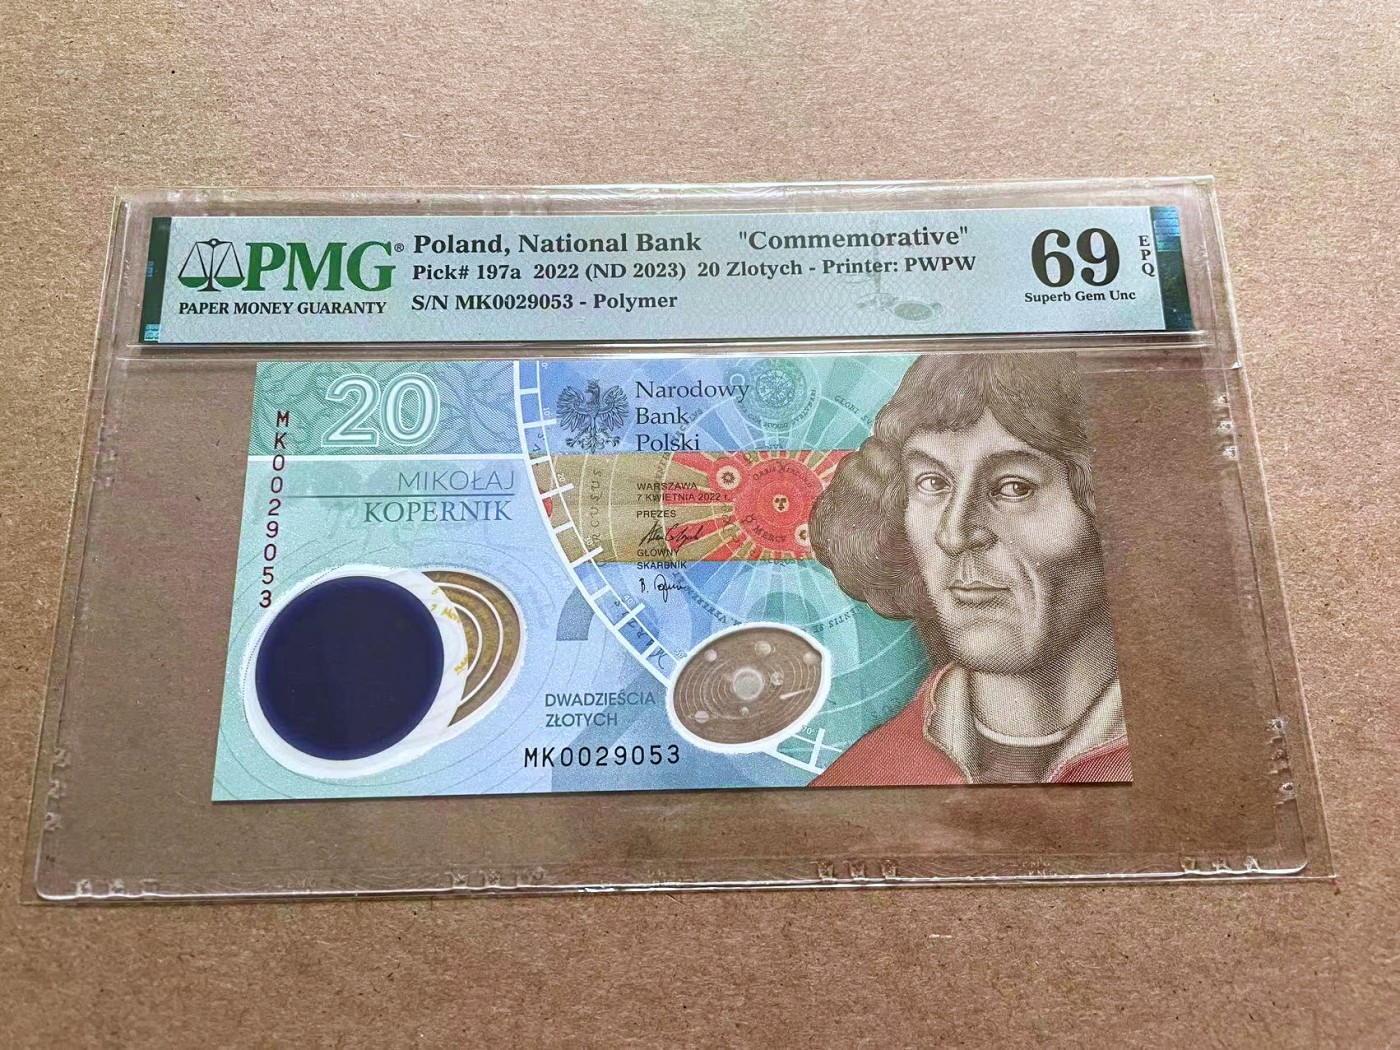 PMG®
PAPER MONEY GUARANTY
Poland, National Bank "Commemorative"
Pick# 197a 2022 (ND 2023) 20 Zlotych - Printer: PWPW
S/N MK0029053 - Polymer
69
EPQ
Superb Gem Unc
20
MK0029053
MIKOŁAJ
KOPERNIK
Narodowy
Bank
Polski
WARSZAWA
7 KWIETNIA 2022 r.
PREZES
GŁÓWNY
SKARBNIK
DWADZIEŚCIA
ZŁOTYCH
MK0029053